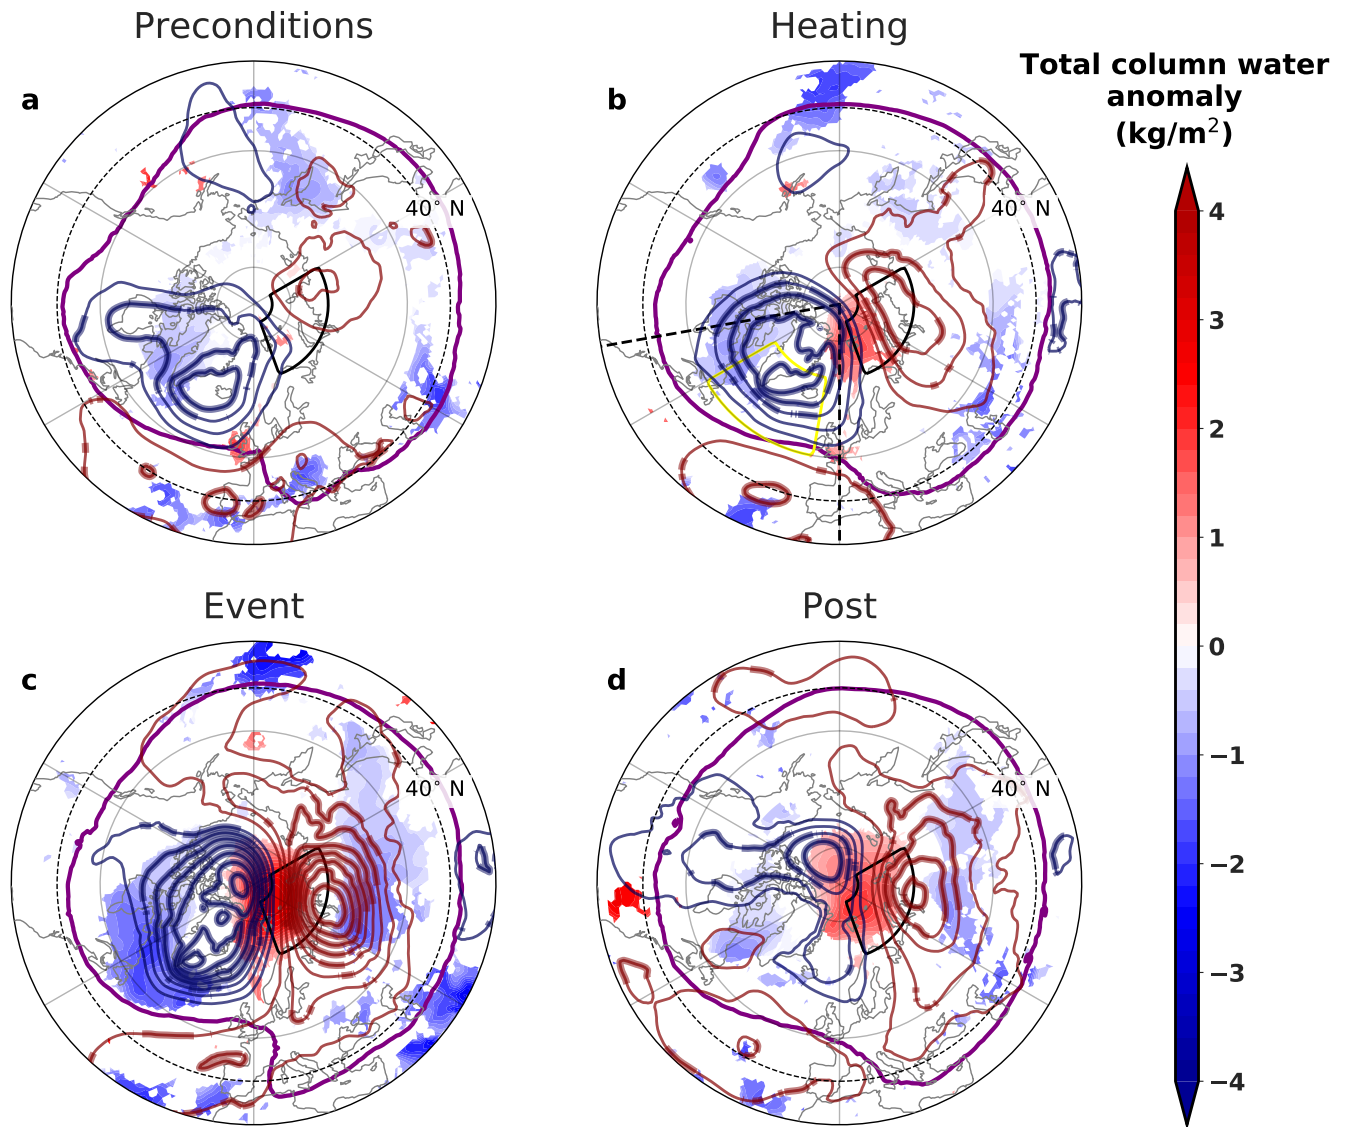 Preconditions
Heating
Total column water
anomaly
(kg/m²)
a
b
40° N
40° N
4
3
2
1
0
−1
−2
−3
−4
Event
Post
c
d
40° N
40° N